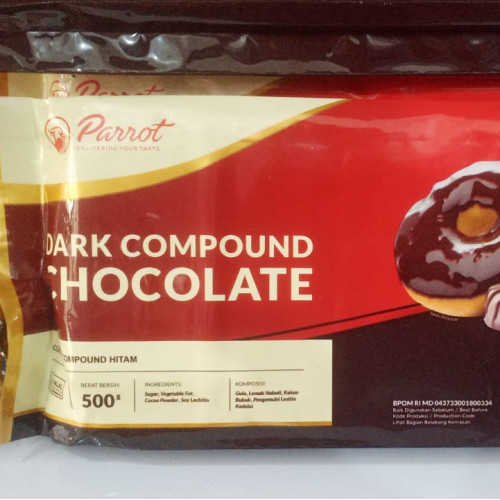 Parrot
Parrot
DELIVERING YOUR TASTE
DARK COMPOUND
CHOCOLATE
COMPOUND HITAM
BERAT BERSIH:
500g
INGREDIENTS:
Sugar, Vegetable Fat,
Cocoa Powder, Soy Lechitin
KOMPOSISI:
Gula, Lemak Nabati, Kakao
Bubuk, Pengemulsi Lesitin
Kedelai
BPOM RI MD 043733001800334
Baik Digunakan Sebelum / Best Before
Kode Produksi / Production Code
Lihat Bagian Belakang Kemasan